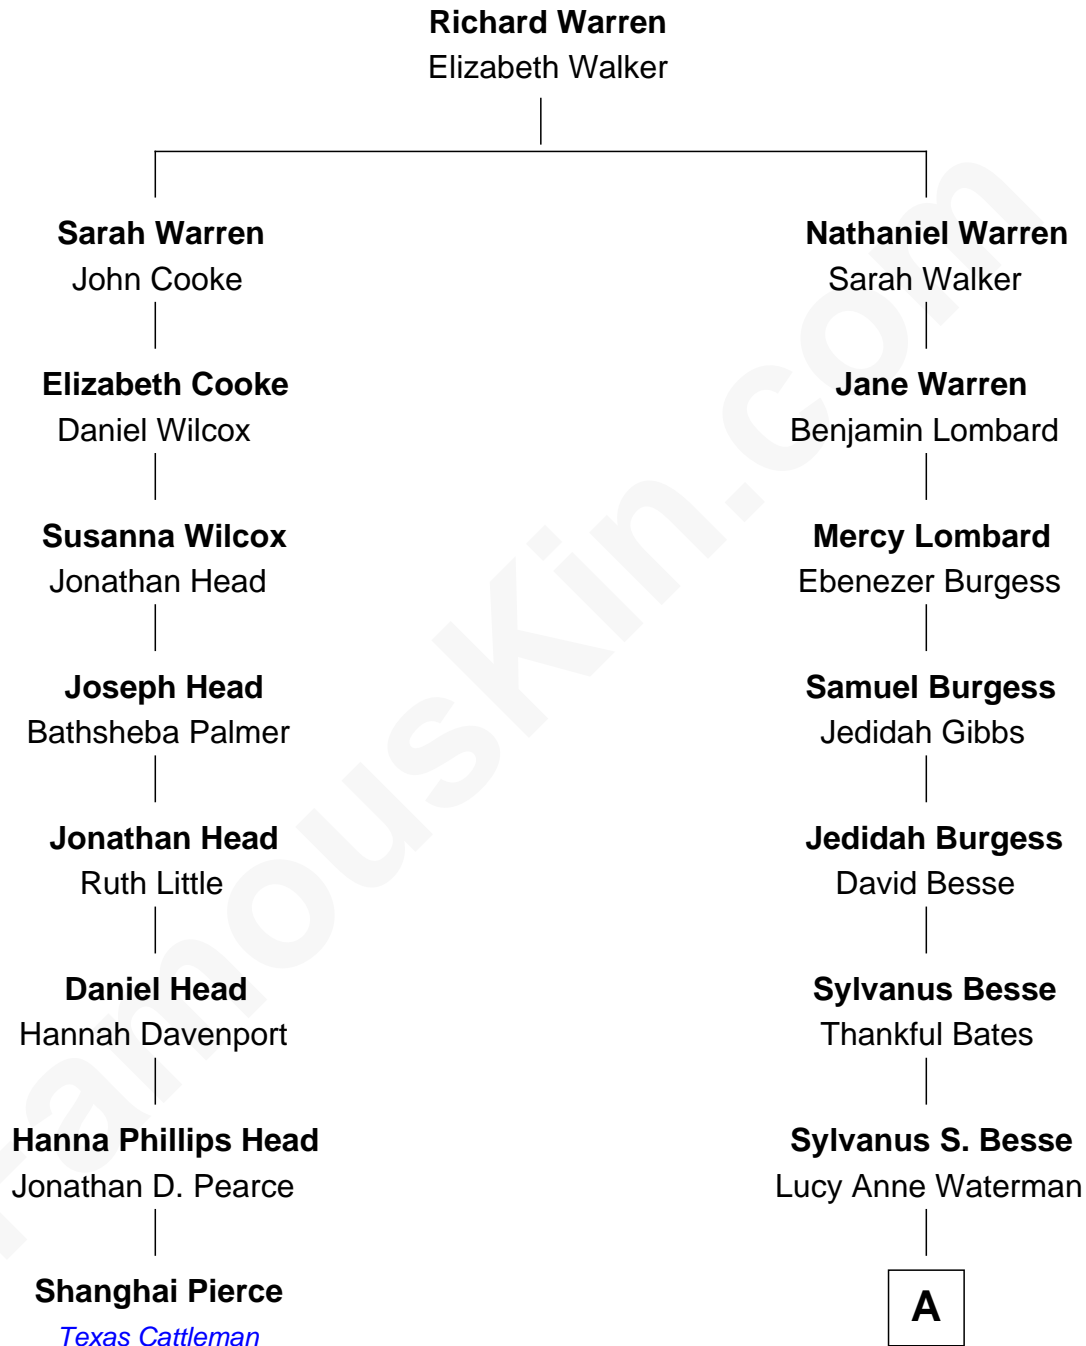 Richard Warren
Elizabeth Walker
Sarah Warren
John Cooke
Nathaniel Warren
Sarah Walker
Elizabeth Cooke
Daniel Wilcox
Jane Warren
Benjamin Lombard
Susanna Wilcox
Jonathan Head
Mercy Lombard
Ebenezer Burgess
Joseph Head
Bathsheba Palmer
Samuel Burgess
Jedidah Gibbs
Jonathan Head
Ruth Little
Jedidah Burgess
David Besse
Daniel Head
Hannah Davenport
Sylvanus Besse
Thankful Bates
Hanna Phillips Head
Jonathan D. Pearce
Sylvanus S. Besse
Lucy Anne Waterman
Shanghai Pierce
Texas Cattleman
A
FamousKin.com